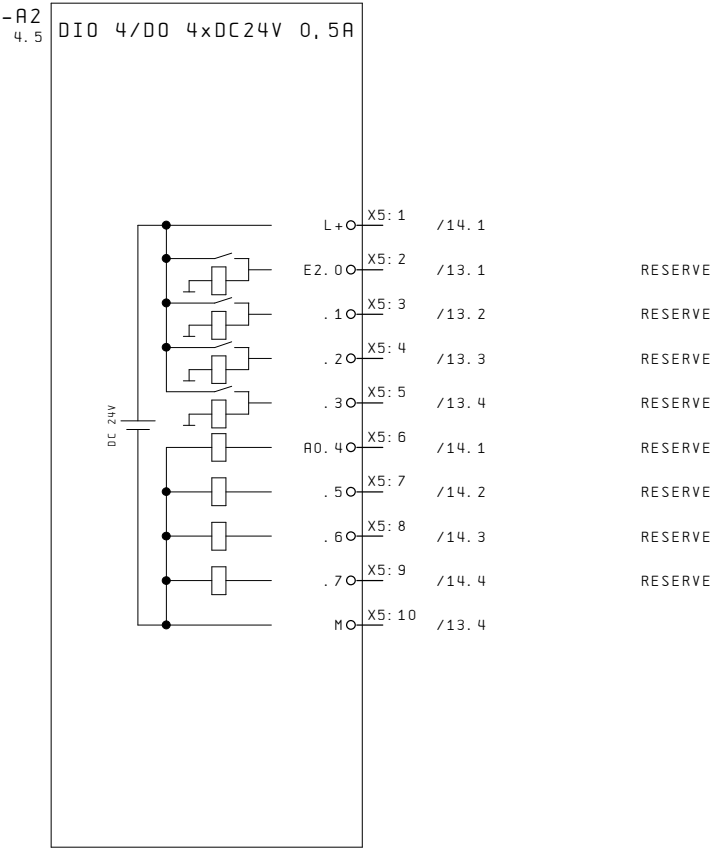 -A2
4.5
DIO 4/DO 4xDC24V 0,5A
L+ X5:1 /14.1
E2.0 X5:2 /13.1 RESERVE
.1 X5:3 /13.2 RESERVE
.2 X5:4 /13.3 RESERVE
.3 X5:5 /13.4 RESERVE
DC 24V
A0.4 X5:6 /14.1 RESERVE
.5 X5:7 /14.2 RESERVE
.6 X5:8 /14.3 RESERVE
.7 X5:9 /14.4 RESERVE
M X5:10 /13.4